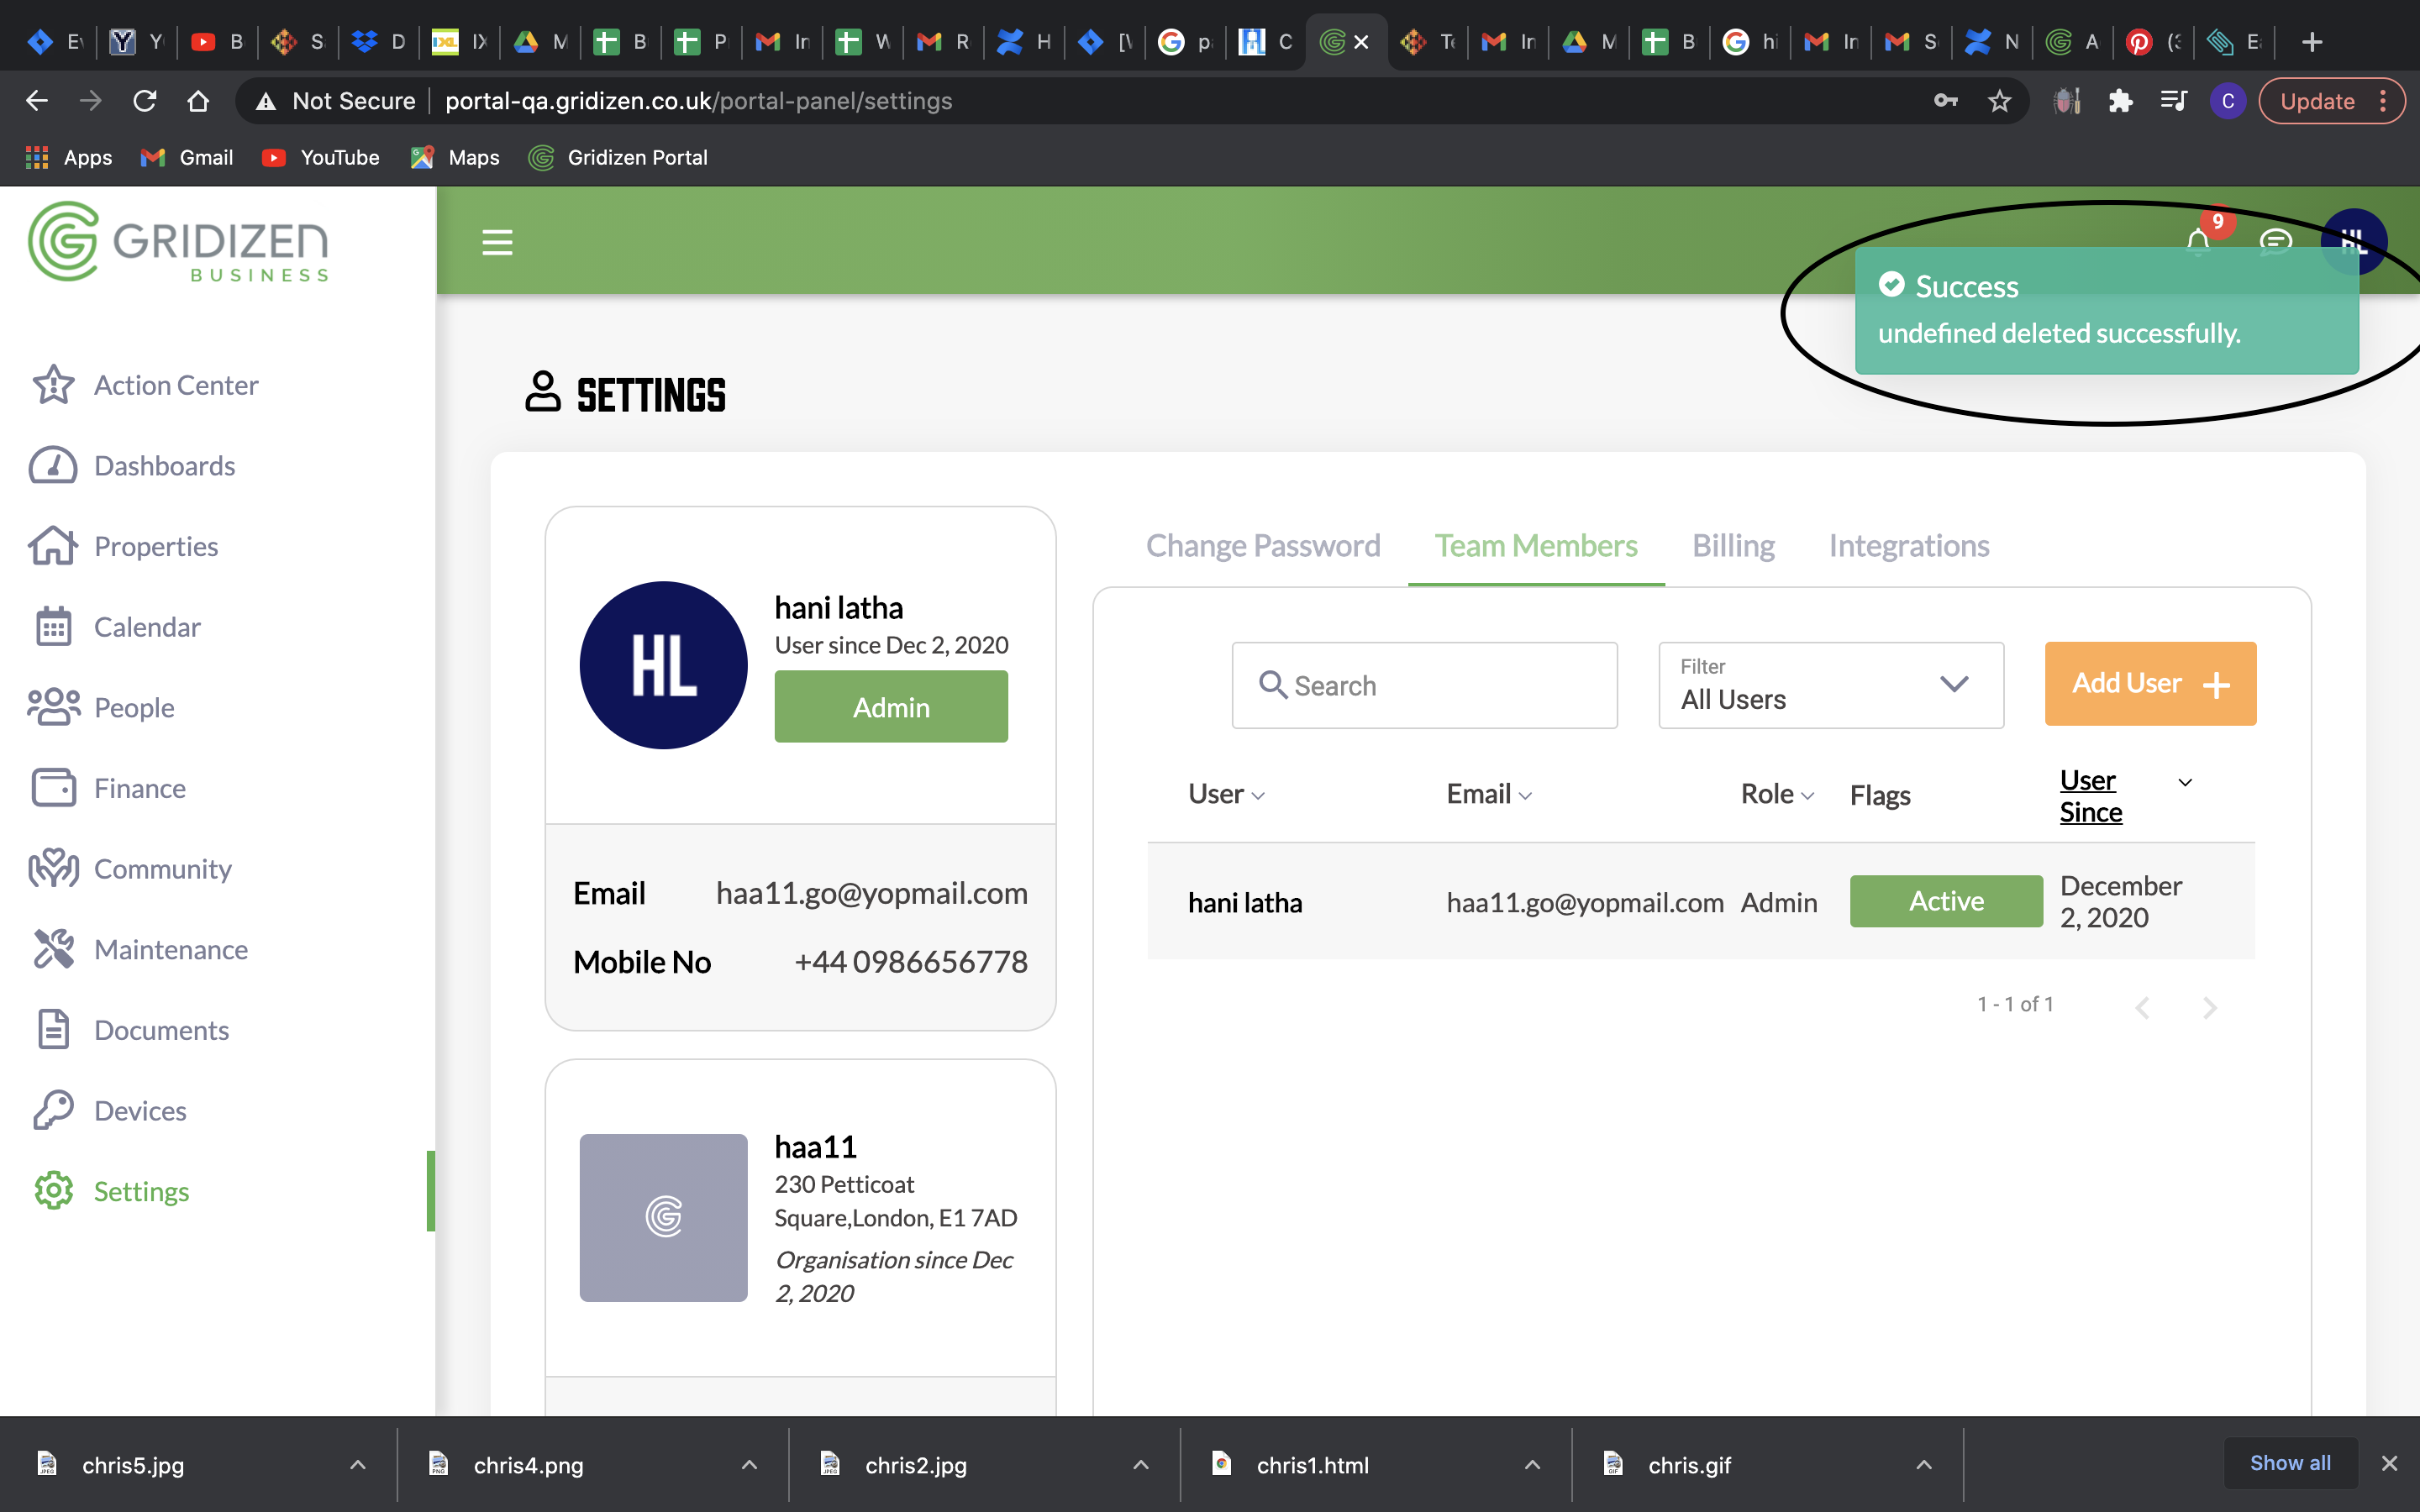 Not Secure portal-qa.gridizen.co.uk/portal-panel/settings
Update
Apps Gmail YouTube Maps Gridizen Portal
GRIDIZEN
BUSINESS
9
HL
Success
undefined deleted successfully.
Action Center
Dashboards
Properties
Calendar
People
Finance
Community
Maintenance
Documents
Devices
Settings
SETTINGS
HL
hani latha
User since Dec 2, 2020
Admin
Email haa11.go@yopmail.com
Mobile No +44 0986656778
haa11
230 Petticoat
Square,London, E1 7AD
Organisation since Dec
2, 2020
Change Password Team Members Billing Integrations
Search
Filter
All Users
Add User
User Email Role Flags User
Since
hani latha haa11.go@yopmail.com Admin Active December
2, 2020
1 - 1 of 1
chris5.jpg chris4.png chris2.jpg chris1.html chris.gif Show all